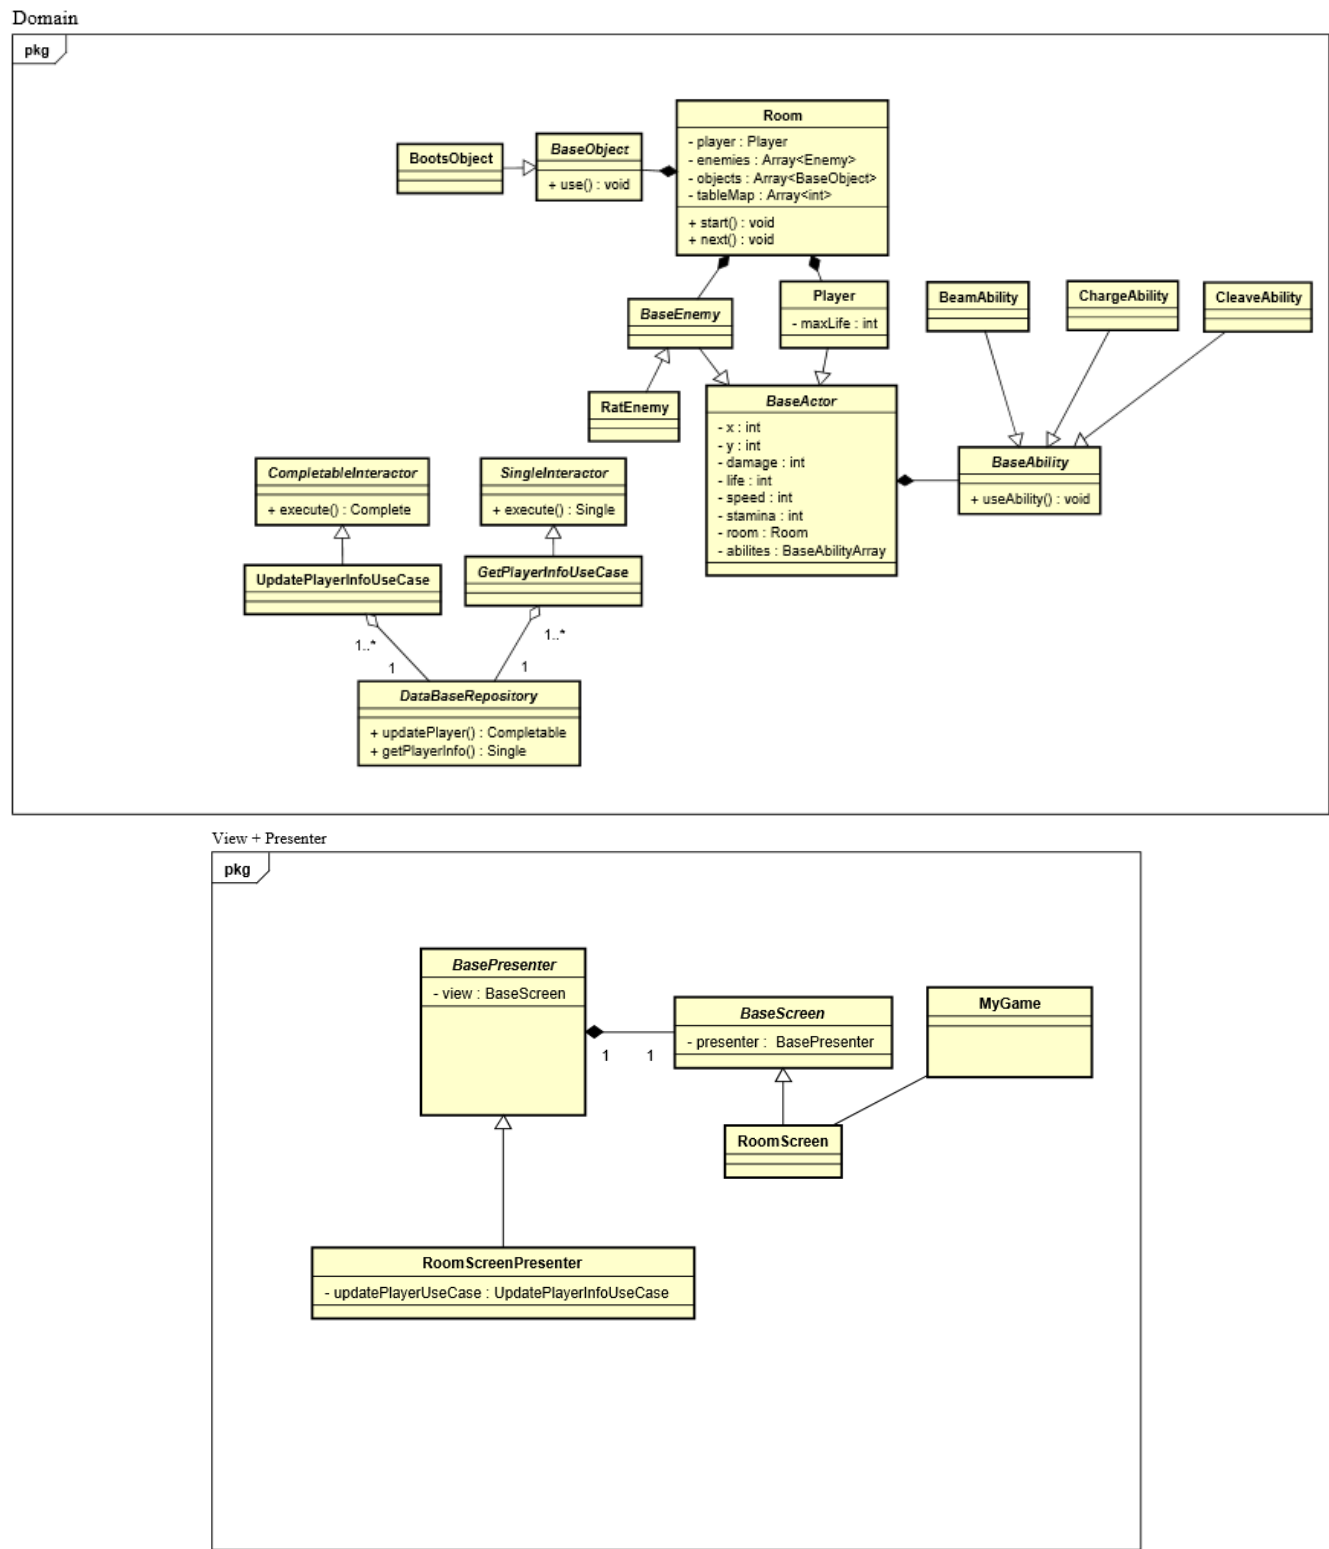 Domain
pkg
Room
- player : Player
- enemies : Array<Enemy>
- objects : Array<BaseObject>
- tableMap : Array<int>
+ start() : void
+ next() : void
BaseObject
+ use() : void
BootsObject
BaseEnemy
Player
- maxLife : int
BeamAbility
ChargeAbility
CleaveAbility
RatEnemy
BaseActor
- x : int
- y : int
- damage : int
- life : int
- speed : int
- stamina : int
- room : Room
- abilites : BaseAbilityArray
BaseAbility
+ useAbility() : void
CompletableInteractor
+ execute() : Complete
SingleInteractor
+ execute() : Single
UpdatePlayerInfoUseCase
GetPlayerInfoUseCase
1..*
1
1..*
1
DataBaseRepository
+ updatePlayer() : Completable
+ getPlayerInfo() : Single
View + Presenter
pkg
BasePresenter
- view : BaseScreen
1
1
BaseScreen
- presenter : BasePresenter
MyGame
RoomScreen
RoomScreenPresenter
- updatePlayerUseCase : UpdatePlayerInfoUseCase